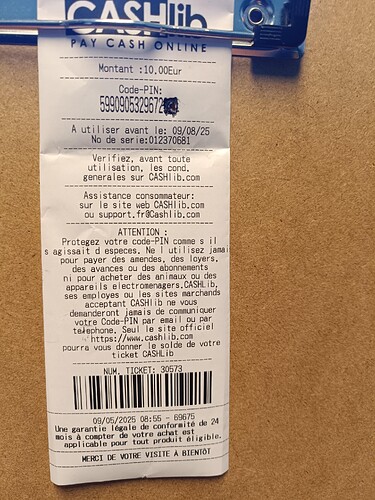 CASHlib
PAY CASH ONLINE
Montant :10,00Eur
Code-PIN:
5990905329672
A utiliser avant le: 09/08/25
No de serie:012370681
Verifiez, avant toute
utilisation, les cond.
generales sur CASHlib.com
Assistance consommateur:
sur le site web CASHlib.com
ou support.fr@Cashlib.com
ATTENTION :
Protegez votre code-PIN comme s il
s agissait d especes. Ne l utilisez jamai
pour payer des amendes, des loyers,
des avances ou des abonnements
ni pour acheter des animaux ou des
appareils electromenagers.CASHLib,
ses employes ou les sites marchands
acceptant CASHlib ne vous
demanderont jamais de communiquer
votre Code-PIN par email ou par
telephone. Seul le site officiel
https://www.cashlib.com
pourra vous donner le solde de votre
ticket CASHLib
NUM. TICKET: 30573
09/05/2025 08:55 - 69675
Une garantie légale de conformité de 24
mois à compter de votre achat est
applicable pour tout produit éligible.
MERCI DE VOTRE VISITE A BIENTÔT